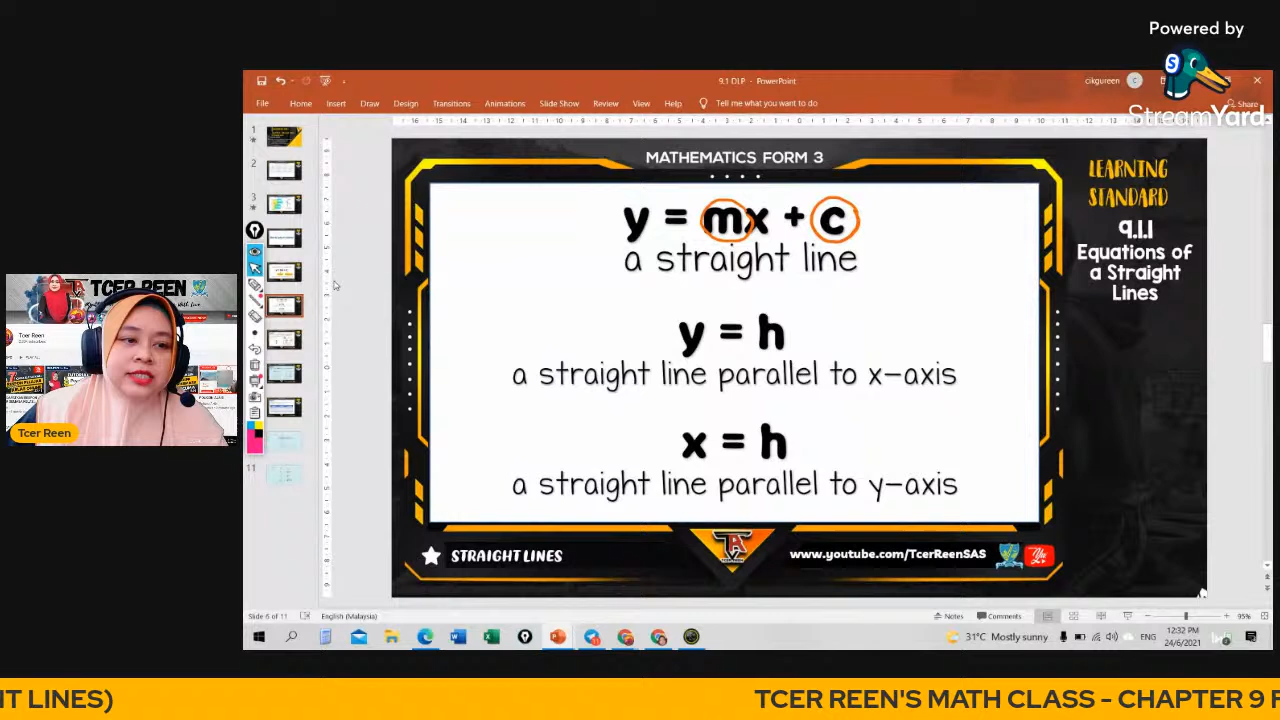 Powered by
StreamYard
9.1 DLP - PowerPoint
cikgureen
File Home Insert Draw Design Transitions Animations Slide Show Review View Help Tell me what you want to do
Share
MATHEMATICS FORM 3
y = mx + c
a straight line
y = h
a straight line parallel to x-axis
x = h
a straight line parallel to y-axis
LEARNING
STANDARD
9.1.1
Equations of
a Straight
Lines
STRAIGHT LINES
www.youtube.com/TcerReenSAS
TCER REEN
Tcer Reen
Slide 6 of 11 English (Malaysia)
Notes Comments 95%
31°C Mostly sunny
ENG
12:32 PM
24/6/2021
IT LINES)
TCER REEN'S MATH CLASS - CHAPTER 9 F